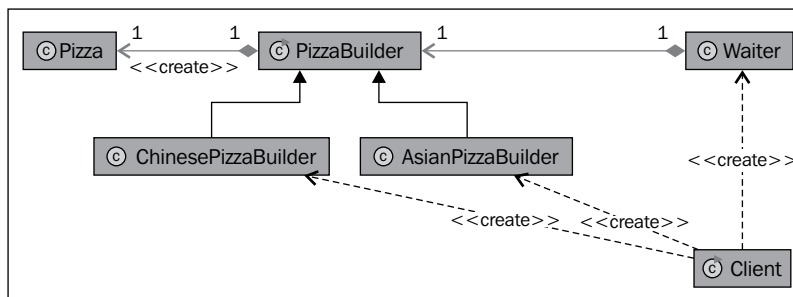 1 1 1 1
C Pizza C PizzaBuilder C Waiter
<<create>>
C ChinesePizzaBuilder C AsianPizzaBuilder
<<create>>
<<create>> <<create>>
C Client